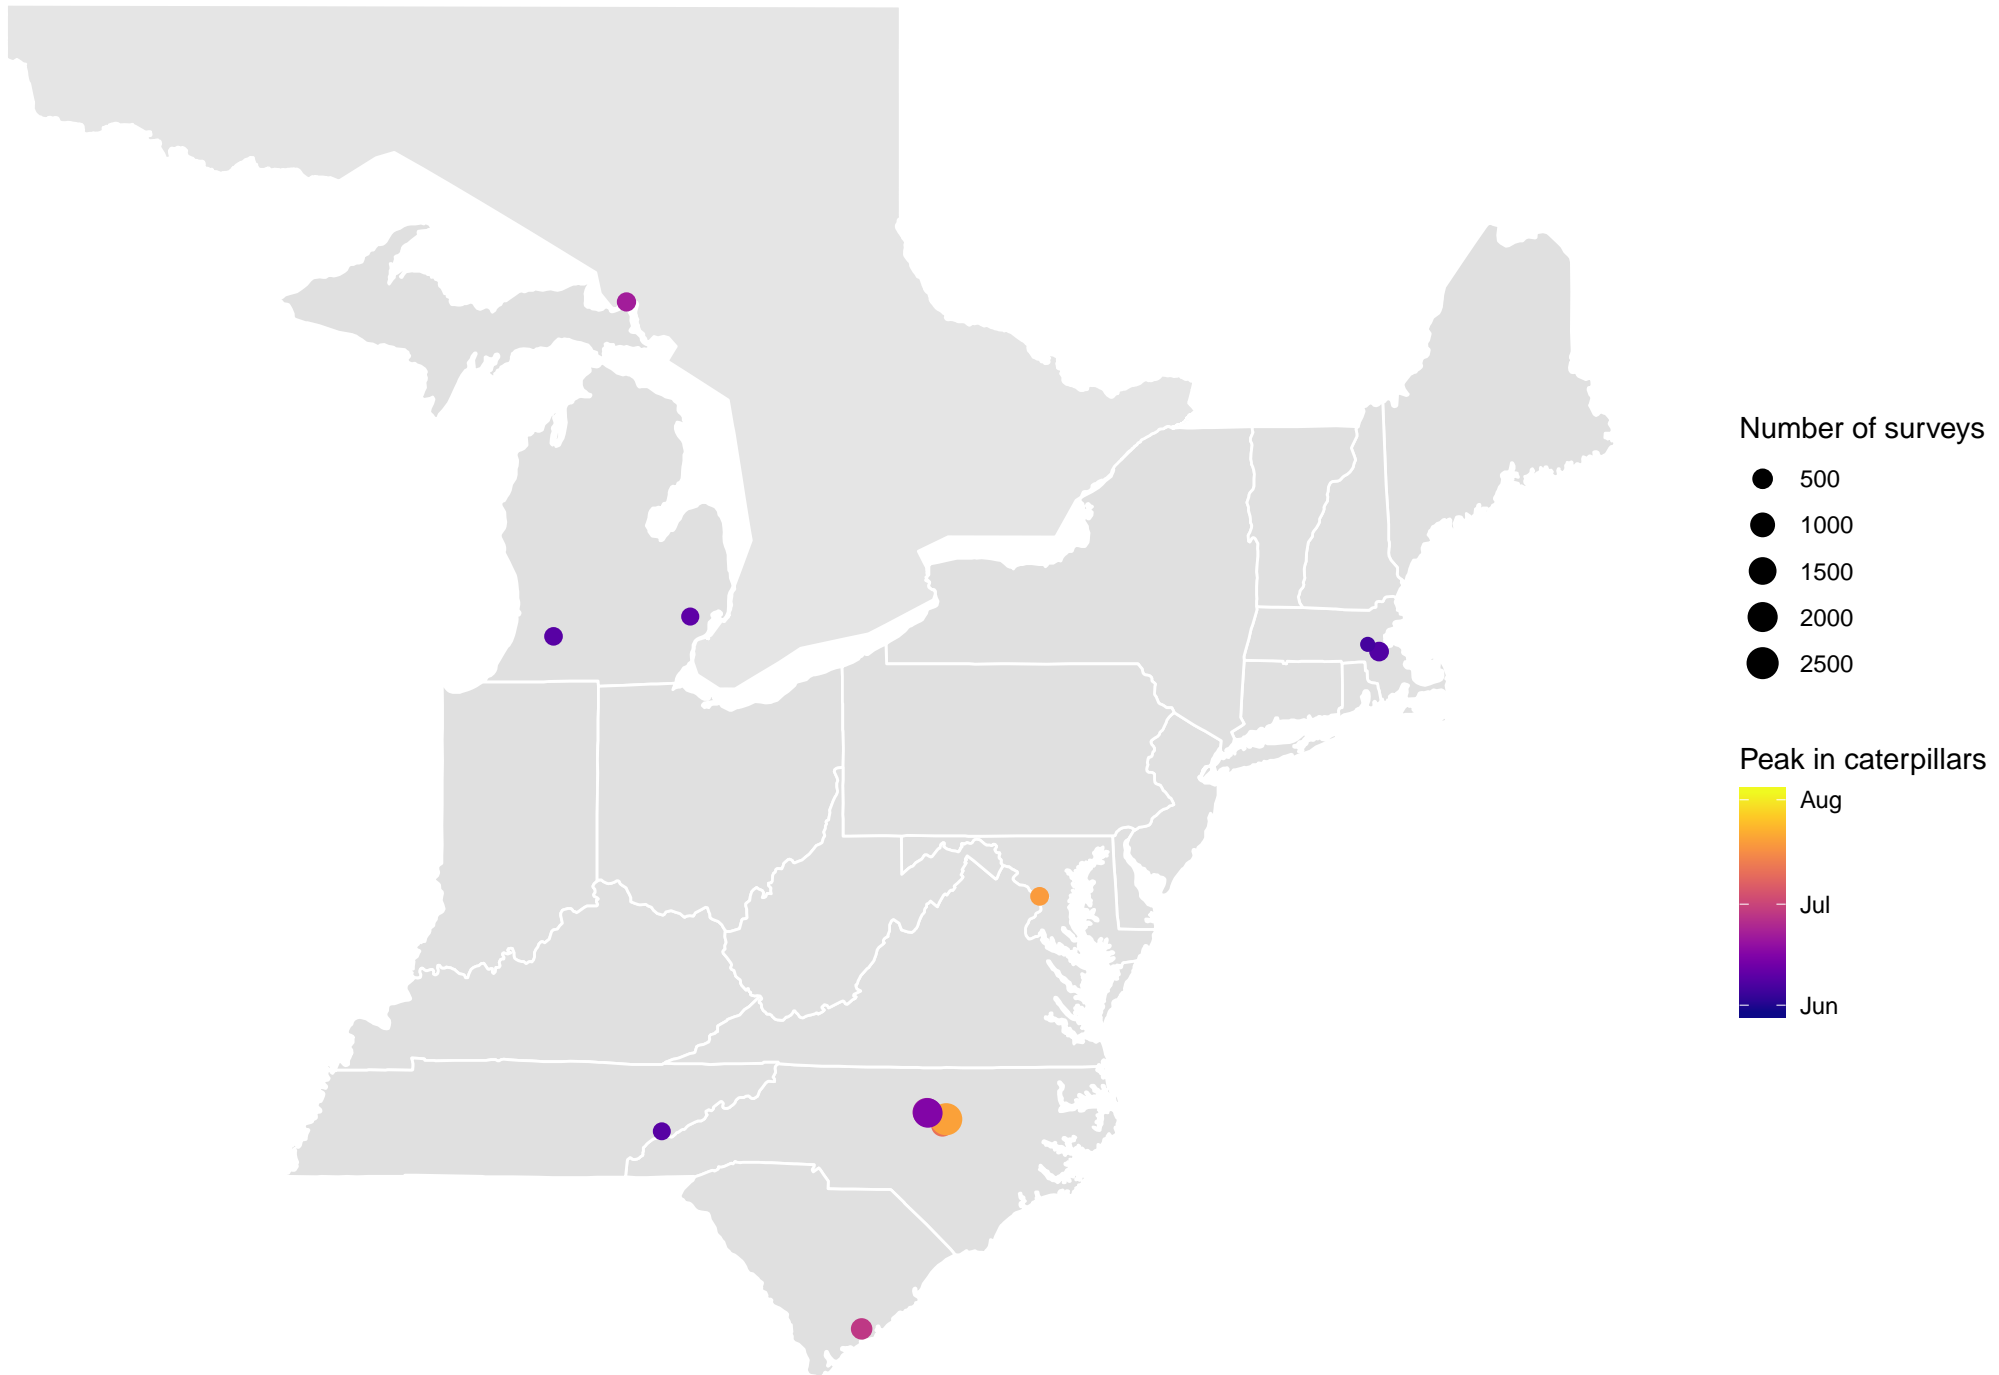 Number of surveys
500
1000
1500
2000
2500
Peak in caterpillars
Aug
Jul
Jun